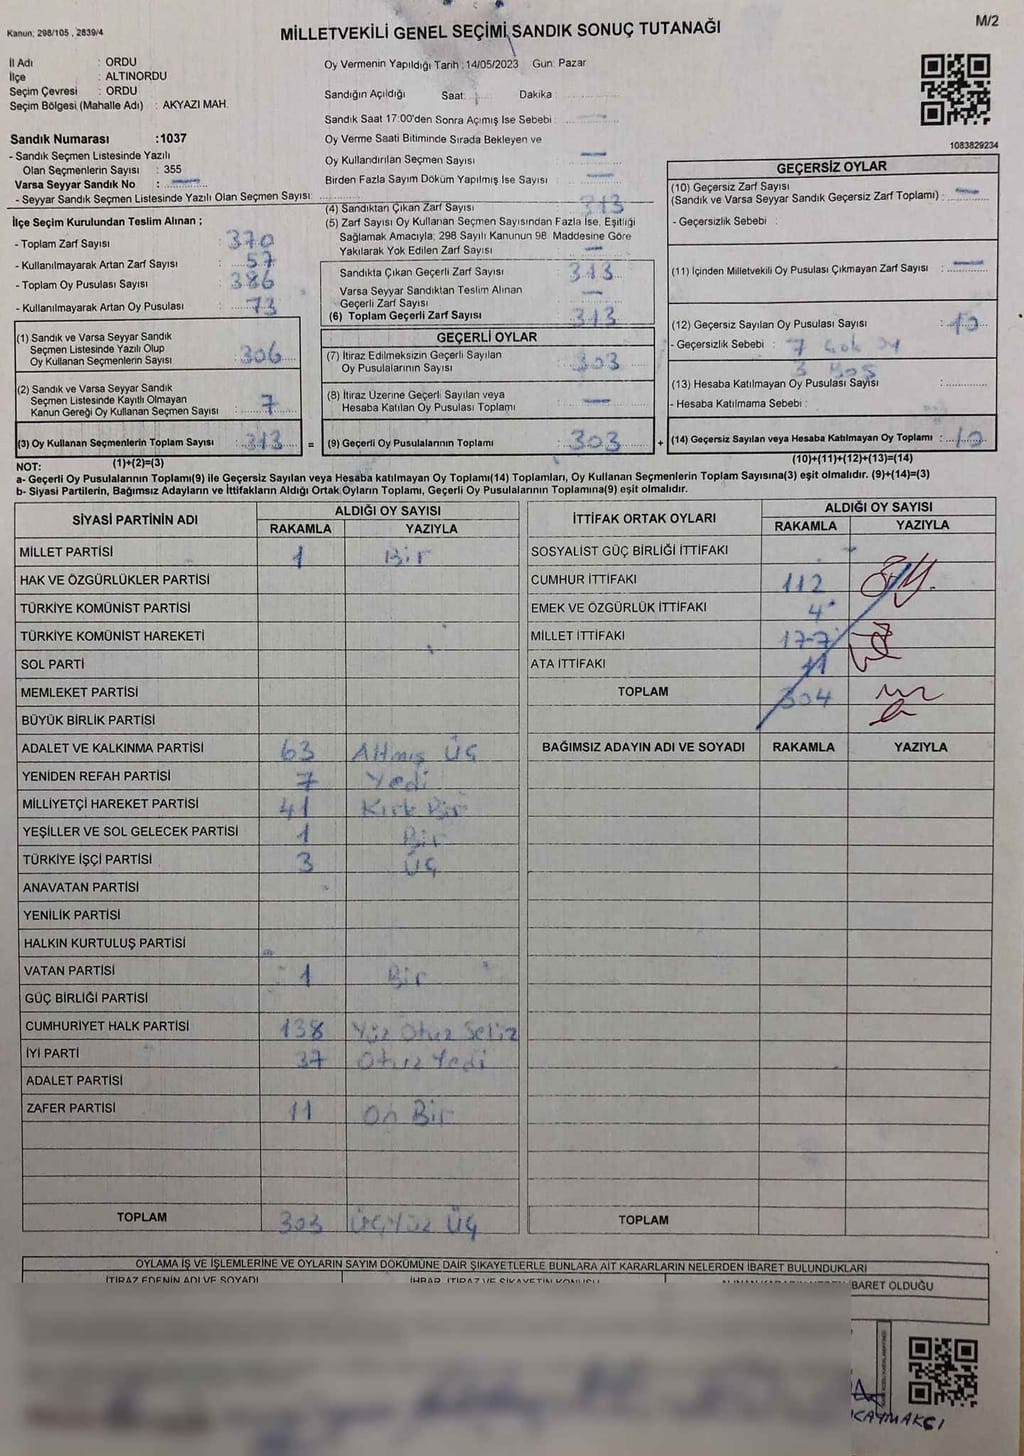 Kanun; 298/105 , 2839/4
MİLLETVEKİLİ GENEL SEÇİMİ SANDIK SONUÇ TUTANAĞI
M/2
İl Adı : ORDU
İlçe : ALTINORDU
Seçim Çevresi : ORDU
Seçim Bölgesi (Mahalle Adı) : AKYAZI MAH.
Sandık Numarası :1037
- Sandık Seçmen Listesinde Yazılı
Olan Seçmenlerin Sayısı : 355
Varsa Seyyar Sandık No :
- Seyyar Sandık Seçmen Listesinde Yazılı Olan Seçmen Sayısı:
Oy Vermenin Yapıldığı Tarih :14/05/2023 Gün: Pazar
Sandığın Açıldığı Saat: Dakika
Sandık Saat 17:00'den Sonra Açımış İse Sebebi :
Oy Verme Saati Bitiminde Sırada Bekleyen ve
Oy Kullandırılan Seçmen Sayısı :
Birden Fazla Sayım Döküm Yapılmış İse Sayısı :
1083829234
İlçe Seçim Kurulundan Teslim Alınan ;
- Toplam Zarf Sayısı : 370
- Kullanılmayarak Artan Zarf Sayısı : 57
- Toplam Oy Pusulası Sayısı : 386
- Kullanılmayarak Artan Oy Pusulası : 73
(1) Sandık ve Varsa Seyyar Sandık
Seçmen Listesinde Yazılı Olup
Oy Kullanan Seçmenlerin Sayısı : 306
(2) Sandık ve Varsa Seyyar Sandık
Seçmen Listesinde Kayıtlı Olmayan
Kanun Gereği Oy Kullanan Seçmen Sayısı : 7
(3) Oy Kullanan Seçmenlerin Toplam Sayısı : 313
(1)+(2)=(3)
(4) Sandıktan Çıkan Zarf Sayısı : 313
(5) Zarf Sayısı Oy Kullanan Seçmen Sayısından Fazla İse, Eşitliği
Sağlamak Amacıyla; 298 Sayılı Kanunun 98. Maddesine Göre
Yakılarak Yok Edilen Zarf Sayısı :
Sandıkta Çıkan Geçerli Zarf Sayısı : 313
Varsa Seyyar Sandıktan Teslim Alınan
Geçerli Zarf Sayısı :
(6) Toplam Geçerli Zarf Sayısı : 313
GEÇERLİ OYLAR
(7) İtiraz Edilmeksizin Geçerli Sayılan
Oy Pusulalarının Sayısı : 303
(8) İtiraz Üzerine Geçerli Sayılan veya
Hesaba Katılan Oy Pusulası Toplamı :
= (9) Geçerli Oy Pusulalarının Toplamı : 303 +
GEÇERSİZ OYLAR
(10) Geçersiz Zarf Sayısı
(Sandık ve Varsa Seyyar Sandık Geçersiz Zarf Toplamı) :
- Geçersizlik Sebebi :
(11) İçinden Milletvekili Oy Pusulası Çıkmayan Zarf Sayısı :
(12) Geçersiz Sayılan Oy Pusulası Sayısı : 10
- Geçersizlik Sebebi : 7 Çok oy
3 Boş
(13) Hesaba Katılmayan Oy Pusulası Sayısı :
- Hesaba Katılmama Sebebi :
(14) Geçersiz Sayılan veya Hesaba Katılmayan Oy Toplamı : 10
(10)+(11)+(12)+(13)=(14)
NOT:
a- Geçerli Oy Pusulalarının Toplamı(9) ile Geçersiz Sayılan veya Hesaba katılmayan Oy Toplamı(14) Toplamları, Oy Kullanan Seçmenlerin Toplam Sayısına(3) eşit olmalıdır. (9)+(14)=(3)
b- Siyasi Partilerin, Bağımsız Adayların ve İttifakların Aldığı Ortak Oyların Toplamı, Geçerli Oy Pusulalarının Toplamına(9) eşit olmalıdır.
SİYASİ PARTİNİN ADI ALDIĞI OY SAYISI
RAKAMLA YAZIYLA
MİLLET PARTİSİ 1 Bir
HAK VE ÖZGÜRLÜKLER PARTİSİ
TÜRKİYE KOMÜNİST PARTİSİ
TÜRKİYE KOMÜNİST HAREKETİ
SOL PARTİ
MEMLEKET PARTİSİ
BÜYÜK BİRLİK PARTİSİ
ADALET VE KALKINMA PARTİSİ 63 Altmış Üç
YENİDEN REFAH PARTİSİ 7 Yedi
MİLLİYETÇİ HAREKET PARTİSİ 41 Kırk Bir
YEŞİLLER VE SOL GELECEK PARTİSİ 1 Bir
TÜRKİYE İŞÇİ PARTİSİ 3 Üç
ANAVATAN PARTİSİ
YENİLİK PARTİSİ
HALKIN KURTULUŞ PARTİSİ
VATAN PARTİSİ 1 Bir
GÜÇ BİRLİĞİ PARTİSİ
CUMHURİYET HALK PARTİSİ 138 Yüz Otuz Sekiz
İYİ PARTİ 37 Otuz Yedi
ADALET PARTİSİ
ZAFER PARTİSİ 11 On Bir
TOPLAM 303 Üçyüz Üç
İTTİFAK ORTAK OYLARI ALDIĞI OY SAYISI
RAKAMLA YAZIYLA
SOSYALİST GÜÇ BİRLİĞİ İTTİFAKI
CUMHUR İTTİFAKI 112
EMEK VE ÖZGÜRLÜK İTTİFAKI 4
MİLLET İTTİFAKI 177
ATA İTTİFAKI 11
TOPLAM 304
BAĞIMSIZ ADAYIN ADI VE SOYADI RAKAMLA YAZIYLA
TOPLAM
OYLAMA İŞ VE İŞLEMLERİNE VE OYLARIN SAYIM DÖKÜMÜNE DAİR ŞİKAYETLERLE BUNLARA AİT KARARLARIN NELERDEN İBARET BULUNDUKLARI
İTİRAZ EDENİN ADI VE SOYADI İHBAR, İTİRAZ VE ŞİKAYETİN KONUSU BARET OLDUĞU
KAYMAKÇI